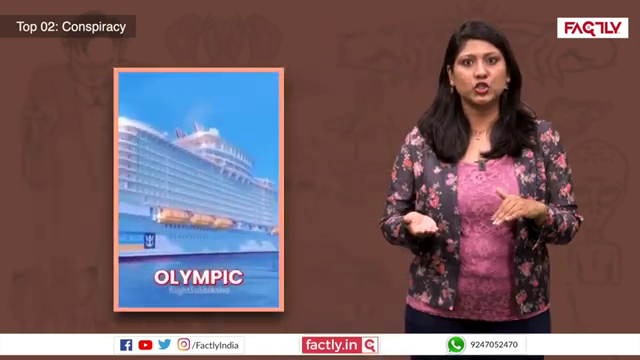 Top 02: Conspiracy
FACTLY
OLYMPIC
/FactlyIndia
factly.in
9247052470